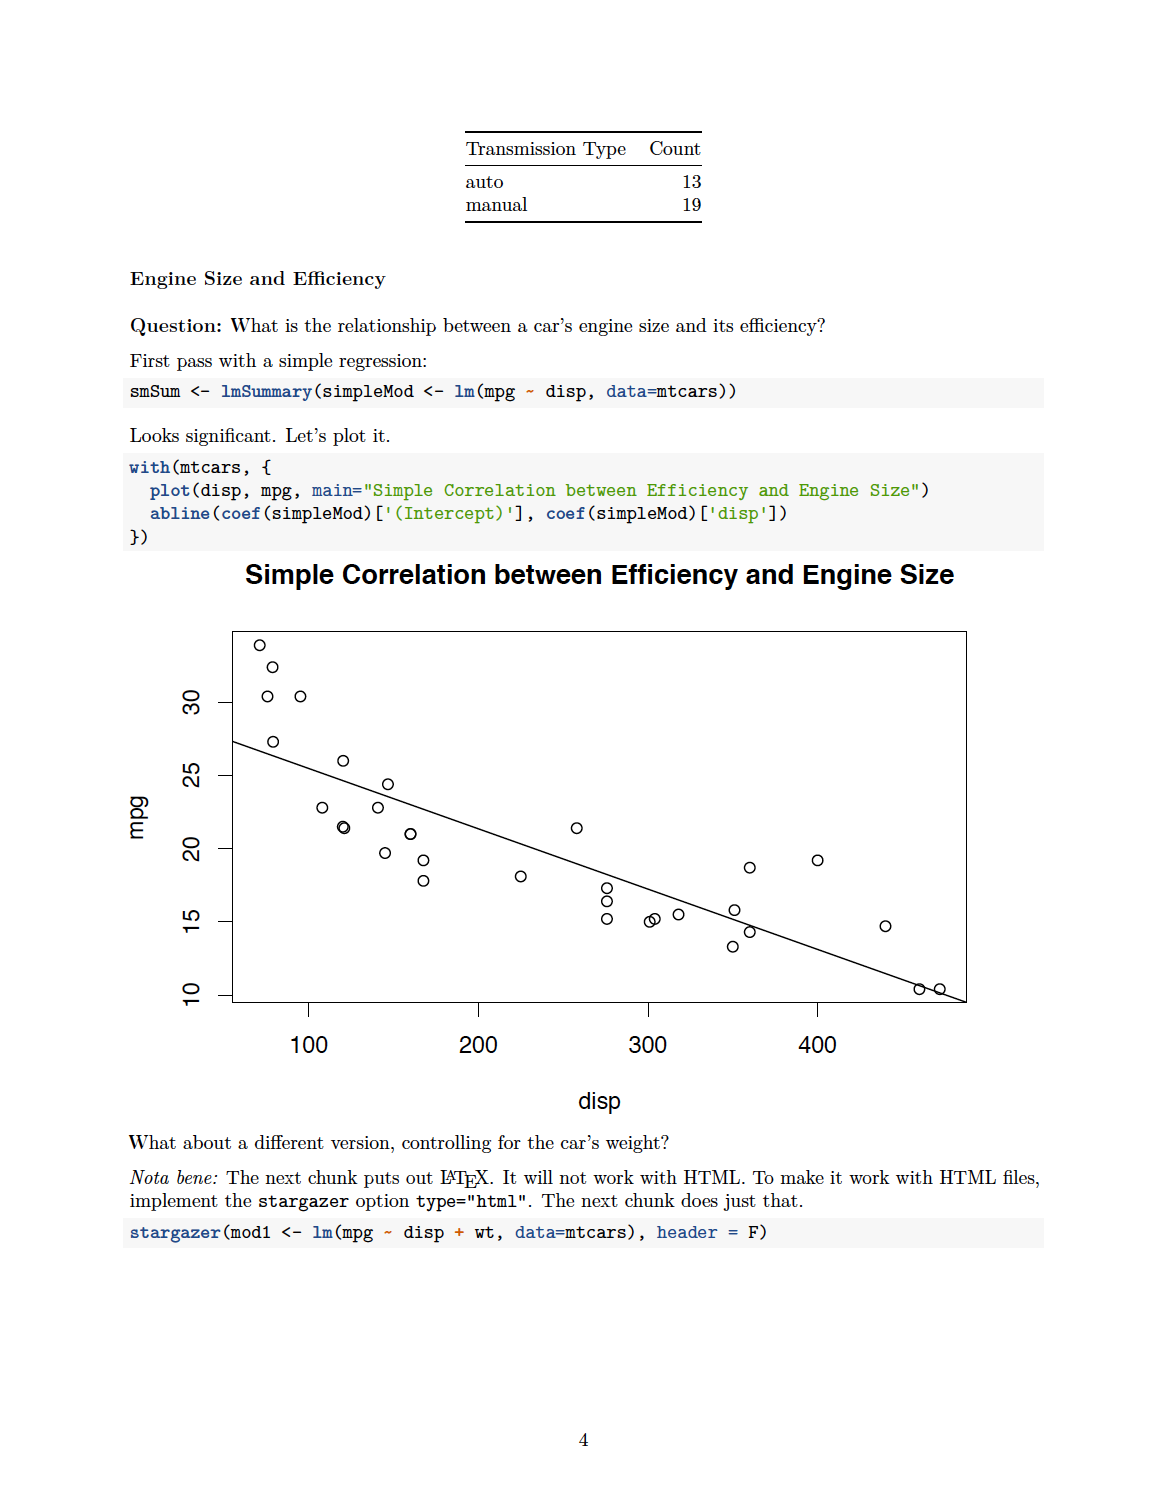 Transmission Type Count
auto 13
manual 19
Engine Size and Efficiency
Question: What is the relationship between a car's engine size and its efficiency?
First pass with a simple regression:
smSum <- lmSummary(simpleMod <- lm(mpg ~ disp, data=mtcars))
Looks significant. Let's plot it.
with(mtcars, {
  plot(disp, mpg, main="Simple Correlation between Efficiency and Engine Size")
  abline(coef(simpleMod)['(Intercept)'], coef(simpleMod)['disp'])
})
Simple Correlation between Efficiency and Engine Size
mpg
30
25
20
15
10
100 200 300 400
disp
What about a different version, controlling for the car's weight?
Nota bene: The next chunk puts out LATEX. It will not work with HTML. To make it work with HTML files,
implement the stargazer option type="html". The next chunk does just that.
stargazer(mod1 <- lm(mpg ~ disp + wt, data=mtcars), header = F)
4